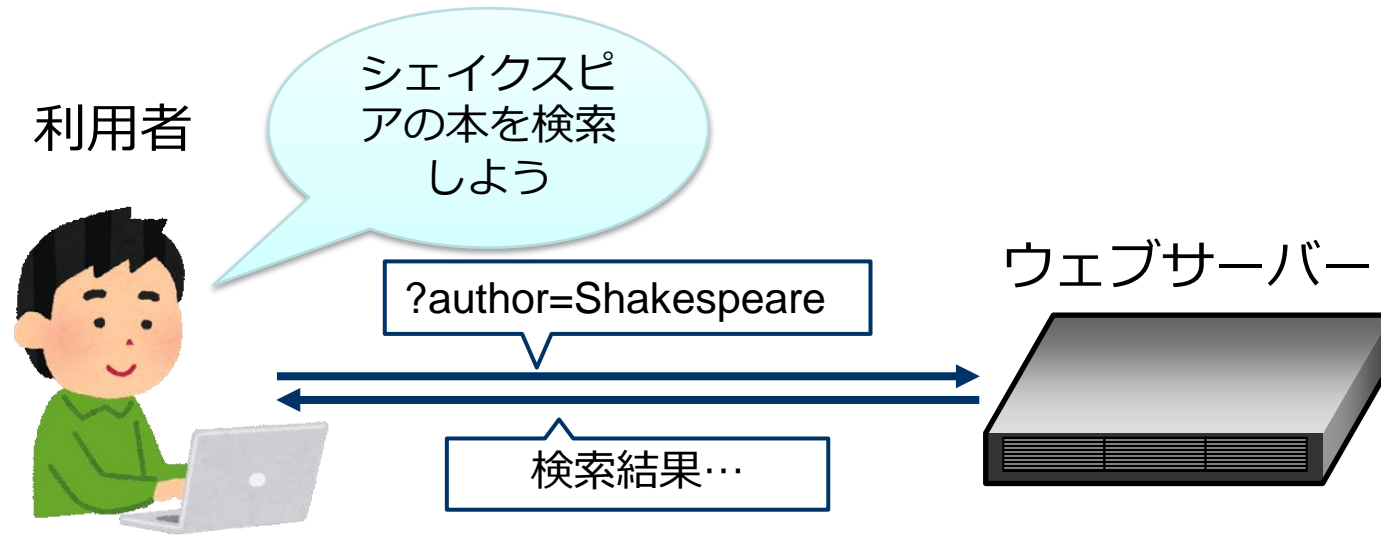 シェイクスピ
アの本を検索
しよう
利用者
ウェブサーバー
?author=Shakespeare
検索結果…